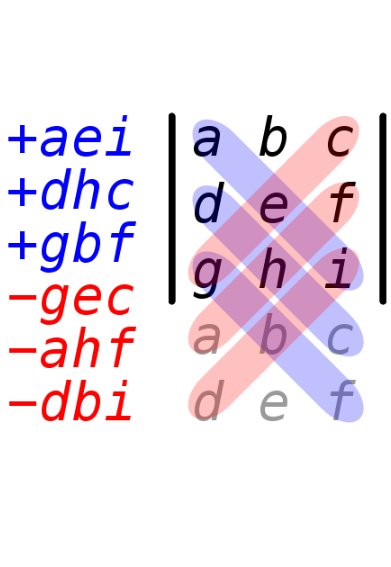 +aei a b c
+dhc d e f
+gbf g h i
−gec
−ahf a b c
−dbi d e f